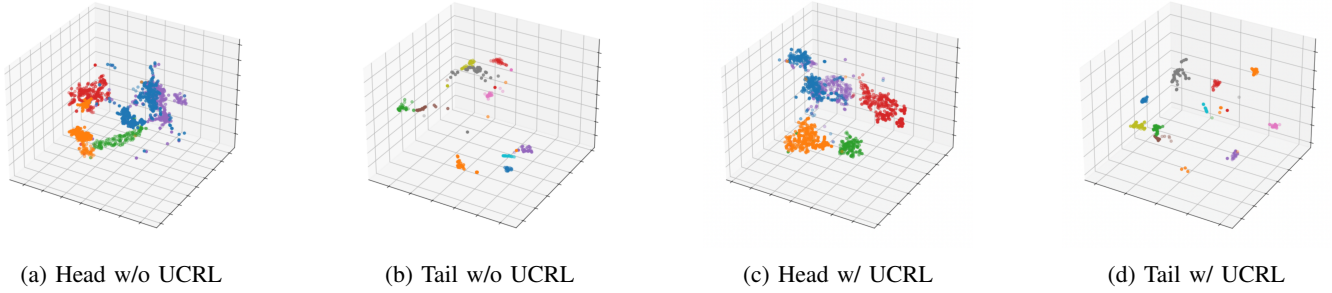 (a) Head w/o UCRL
(b) Tail w/o UCRL
(c) Head w/ UCRL
(d) Tail w/ UCRL